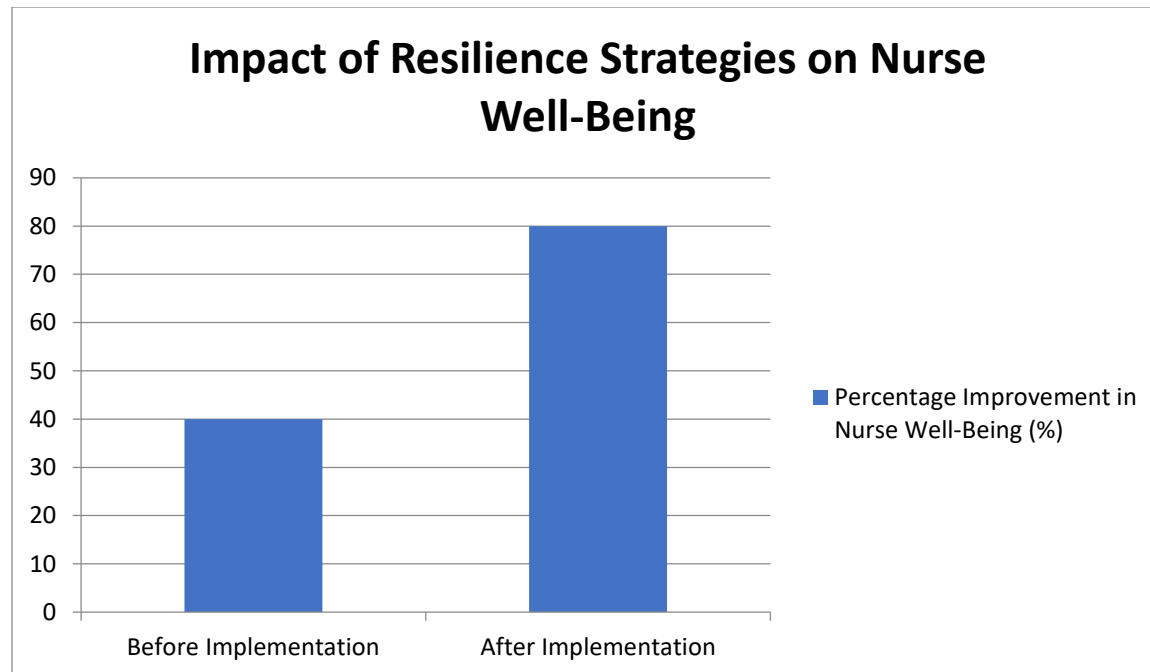 Impact of Resilience Strategies on Nurse
Well-Being
90
80
70
60
50
40
30
20
10
0
Before Implementation
After Implementation
Percentage Improvement in
Nurse Well-Being (%)